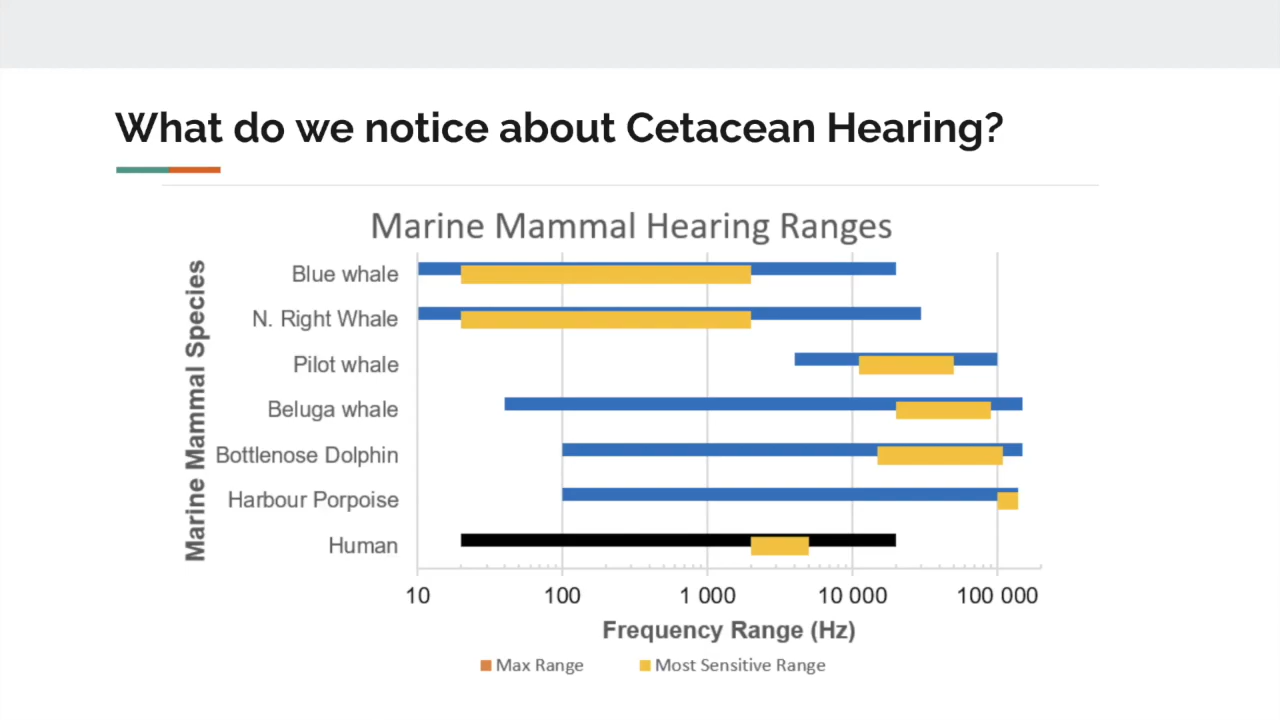 What do we notice about Cetacean Hearing?
Marine Mammal Hearing Ranges
Marine Mammal Species
Blue whale
N. Right Whale
Pilot whale
Beluga whale
Bottlenose Dolphin
Harbour Porpoise
Human
10 100 1 000 10 000 100 000
Frequency Range (Hz)
Max Range Most Sensitive Range